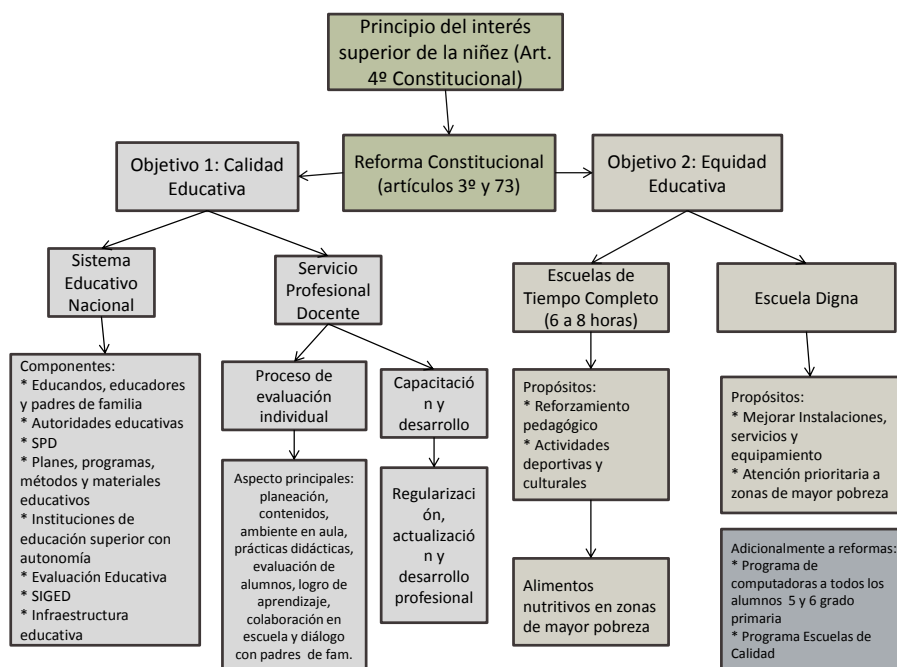 Principio del interés
superior de la niñez (Art.
4º Constitucional)
Objetivo 1: Calidad
Educativa
Reforma Constitucional
(artículos 3º y 73)
Objetivo 2: Equidad
Educativa
Sistema
Educativo
Nacional
Servicio
Profesional
Docente
Escuelas de
Tiempo Completo
(6 a 8 horas)
Escuela Digna
Componentes:
* Educandos, educadores
y padres de familia
* Autoridades educativas
* SPD
* Planes, programas,
métodos y materiales
educativos
* Instituciones de
educación superior con
autonomía
* Evaluación Educativa
* SIGED
* Infraestructura
educativa
Proceso de
evaluación
individual
Capacitació
n y
desarrollo
Propósitos:
* Reforzamiento
pedagógico
* Actividades
deportivas y
culturales
Propósitos:
* Mejorar Instalaciones,
servicios y
equipamiento
* Atención prioritaria a
zonas de mayor pobreza
Aspecto principales:
planeación,
contenidos,
ambiente en aula,
prácticas didácticas,
evaluación de
alumnos, logro de
aprendizaje,
colaboración en
escuela y diálogo
con padres de fam.
Regularización,
actualización y
desarrollo
profesional
Alimentos
nutritivos en zonas
de mayor pobreza
Adicionalmente a reformas:
* Programa de
computadoras a todos los
alumnos 5 y 6 grado
primaria
* Programa Escuelas de
Calidad